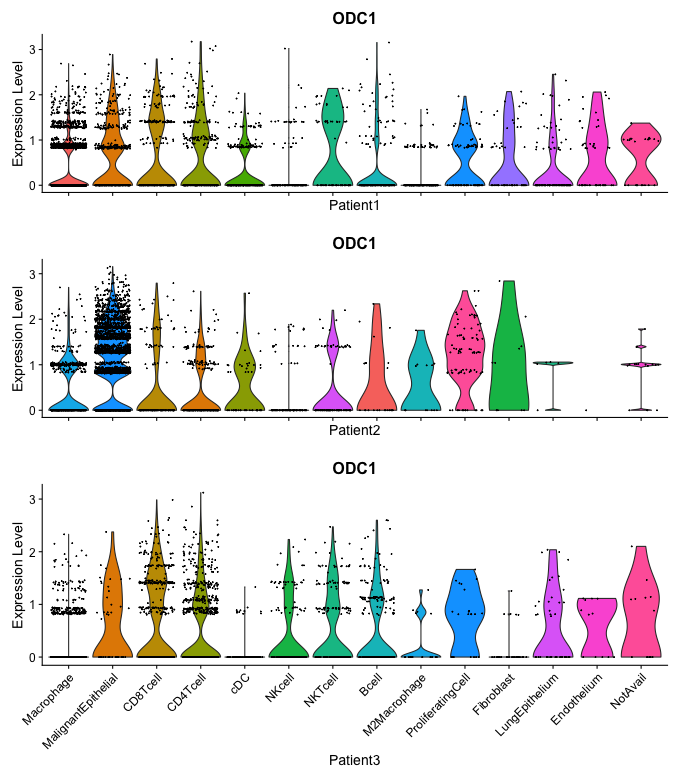 ODC1
Expression Level
3
2
1
0
Patient1
ODC1
Expression Level
3
2
1
0
Patient2
ODC1
Expression Level
3
2
1
0
Macrophage
MalignantEpithelial
CD8Tcell
CD4Tcell
cDC
NKcell
NKTcell
Bcell
M2Macrophage
ProliferatingCell
Fibroblast
LungEpithelium
Endothelium
NotAvail
Patient3